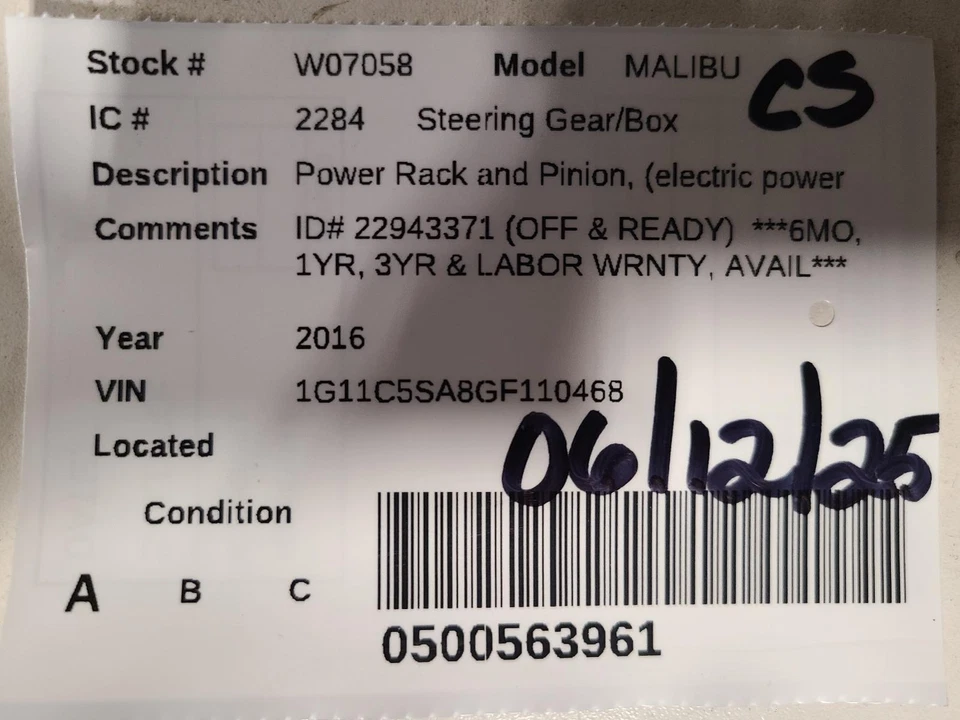 Stock # W07058 Model MALIBU CS
IC # 2284 Steering Gear/Box
Description Power Rack and Pinion, (electric power
Comments ID# 22943371 (OFF & READY) ***6MO,
1YR, 3YR & LABOR WRNTY, AVAIL***
Year 2016
VIN 1G11C5SA8GF110468
Located
06/12/25
Condition
A B C
0500563961